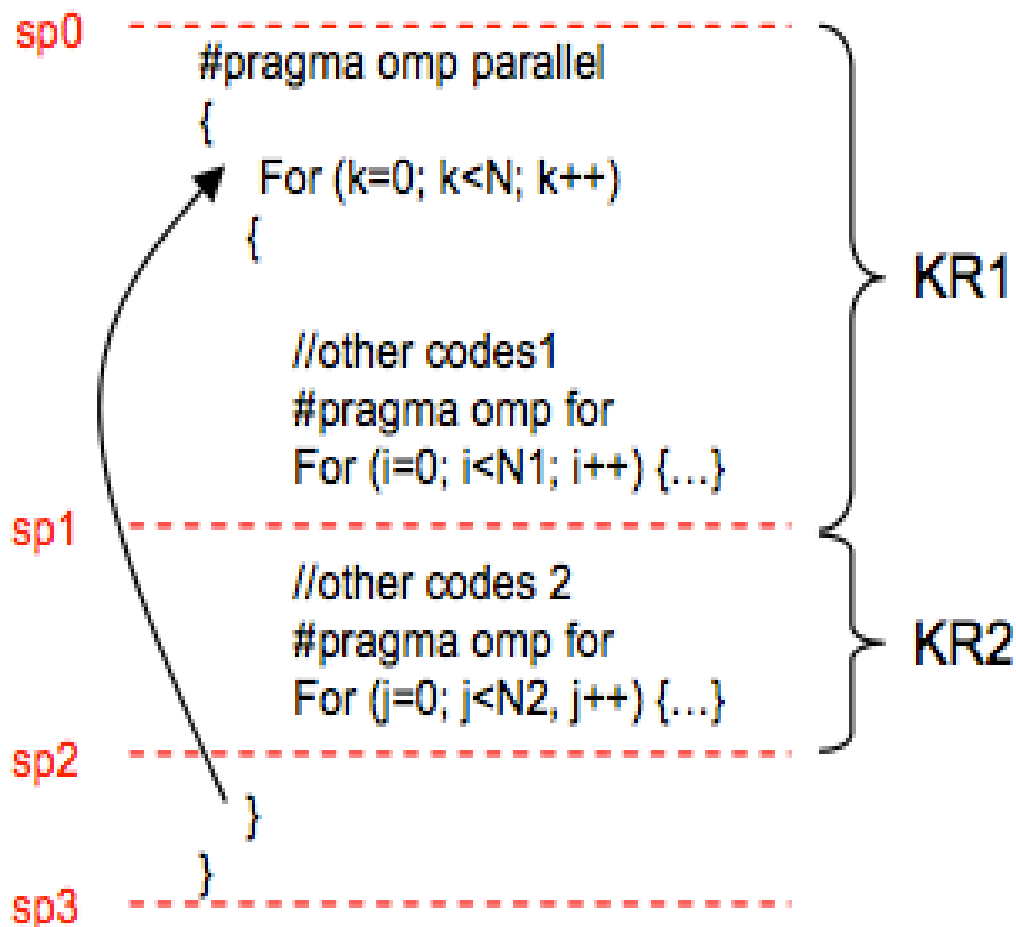 sp0
#pragma omp parallel
{
For (k=0; k<N; k++)
{
KR1
//other codes1
#pragma omp for
For (i=0; i<N1; i++) {...}
sp1
//other codes 2
#pragma omp for
KR2
For (j=0; j<N2, j++) {...}
sp2
}
}
sp3